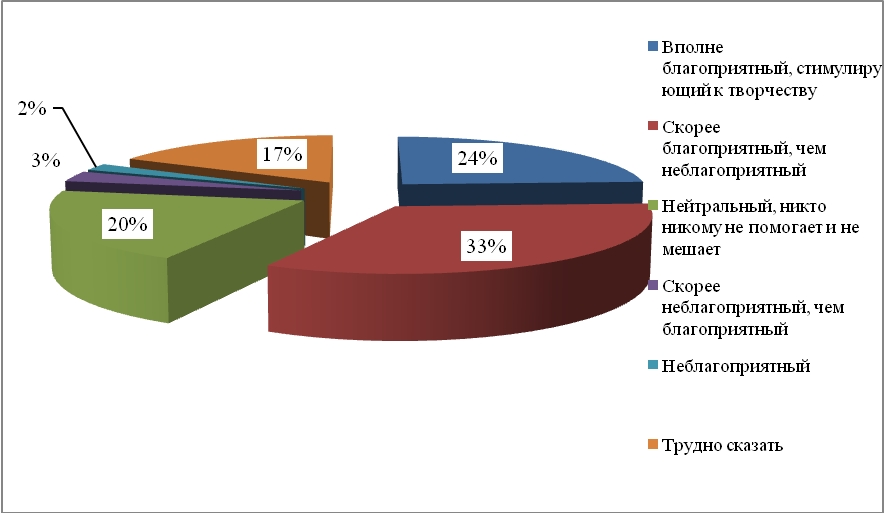 2%
3%
17%
24%
20%
33%
Вполне
благоприятный, стимулиру
ющий к творчеству
Скорее
благоприятный, чем
неблагоприятный
Нейтральный, никто
никому не помогает и не
мешает
Скорее
неблагоприятный, чем
благоприятный
Неблагоприятный
Трудно сказать